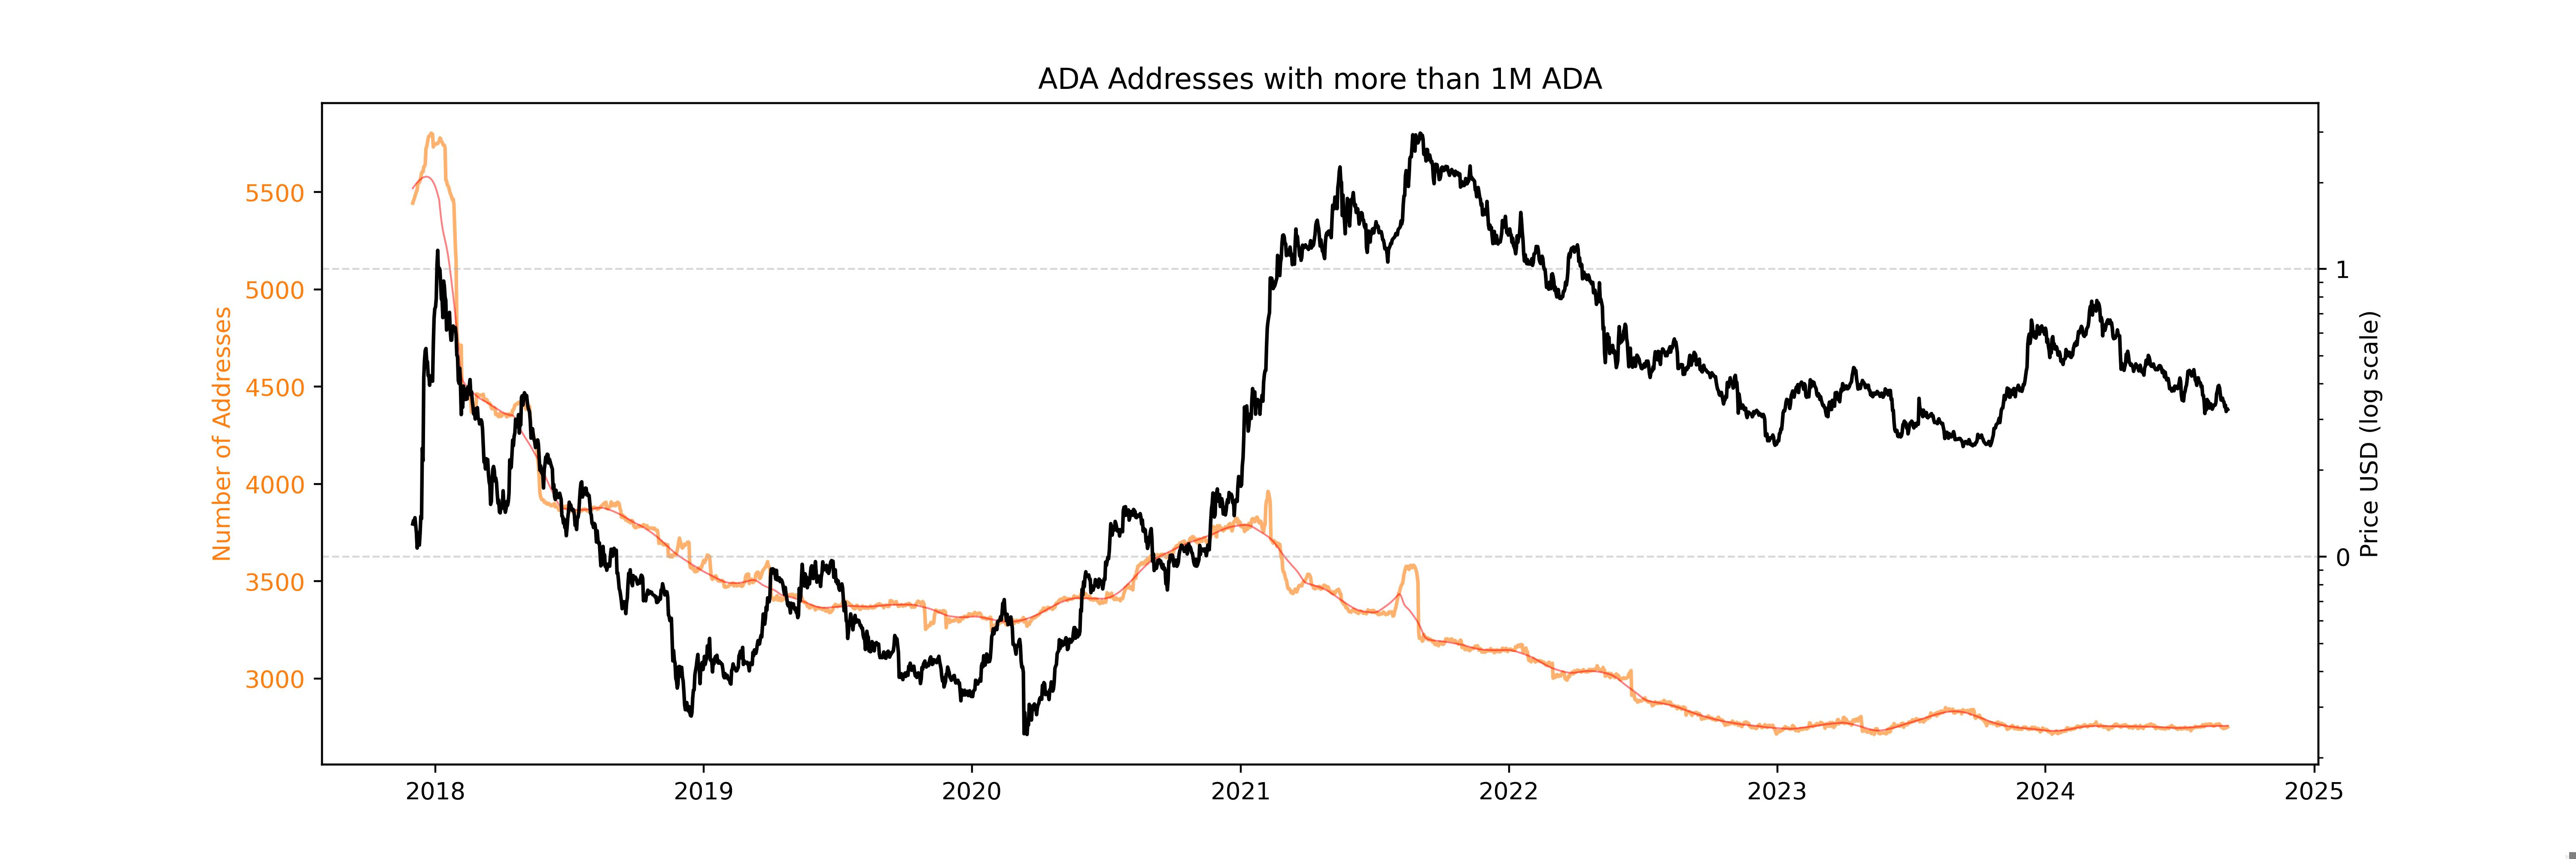 ADA Addresses with more than 1M ADA
Number of Addresses
5500
5000
4500
4000
3500
3000
1
0
Price USD (log scale)
2018 2019 2020 2021 2022 2023 2024 2025